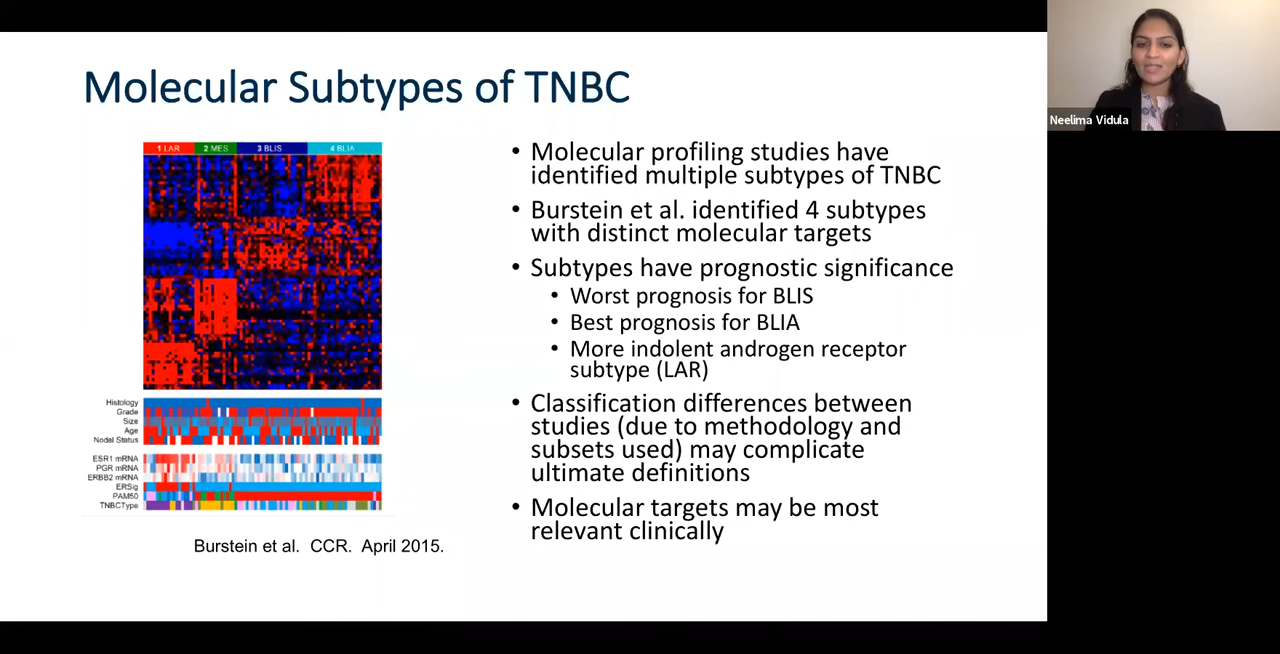 Molecular Subtypes of TNBC
Neelima Vidula
1 LAR 2 MES 3 BLIS 4 BLIA
Histology
Grade
Size
Age
Nodal Status
ESR1 mRNA
PGR mRNA
ERBB2 mRNA
ERSig
PAM50
TNBCType
Burstein et al. CCR. April 2015.
• Molecular profiling studies have
identified multiple subtypes of TNBC
• Burstein et al. identified 4 subtypes
with distinct molecular targets
• Subtypes have prognostic significance
• Worst prognosis for BLIS
• Best prognosis for BLIA
• More indolent androgen receptor
subtype (LAR)
• Classification differences between
studies (due to methodology and
subsets used) may complicate
ultimate definitions
• Molecular targets may be most
relevant clinically